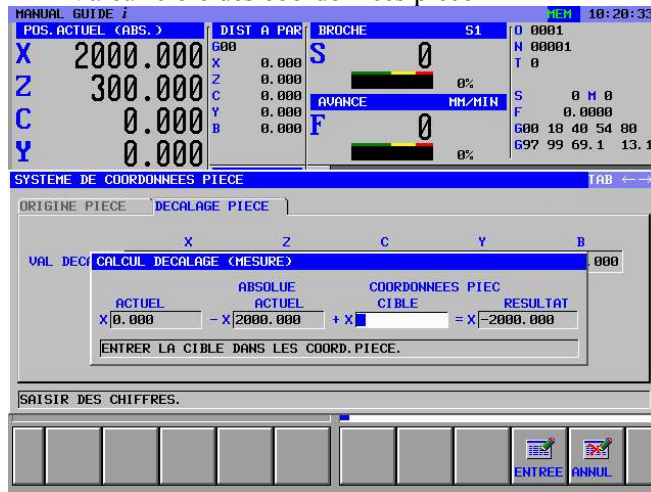 MANUAL GUIDE i MEM 10:20:33
POS.ACTUEL (ABS.) DIST A PAR BROCHE S1 O 0001
N 00001
T 0
X 2000.000
Z 300.000
C 0.000
Y 0.000
G00
X 0.000
Z 0.000
C 0.000
Y 0.000
B 0.000
S 0
0%
AVANCE MM/MIN
F 0
0%
S 0 M 0
F 0.0000
G00 18 40 54 80
G97 99 69.1 13.1
SYSTEME DE COORDONNEES PIECE TAB ←→
ORIGINE PIECE DECALAGE PIECE
X Z C Y B
VAL DECA .000
CALCUL DECALAGE (MESURE)
ABSOLUE COORDONNEES PIEC
ACTUEL ACTUEL CIBLE RESULTAT
X 0.000 - X 2000.000 + X = X -2000.000
ENTRER LA CIBLE DANS LES COORD.PIECE.
SAISIR DES CHIFFRES.
ENTREE ANNUL